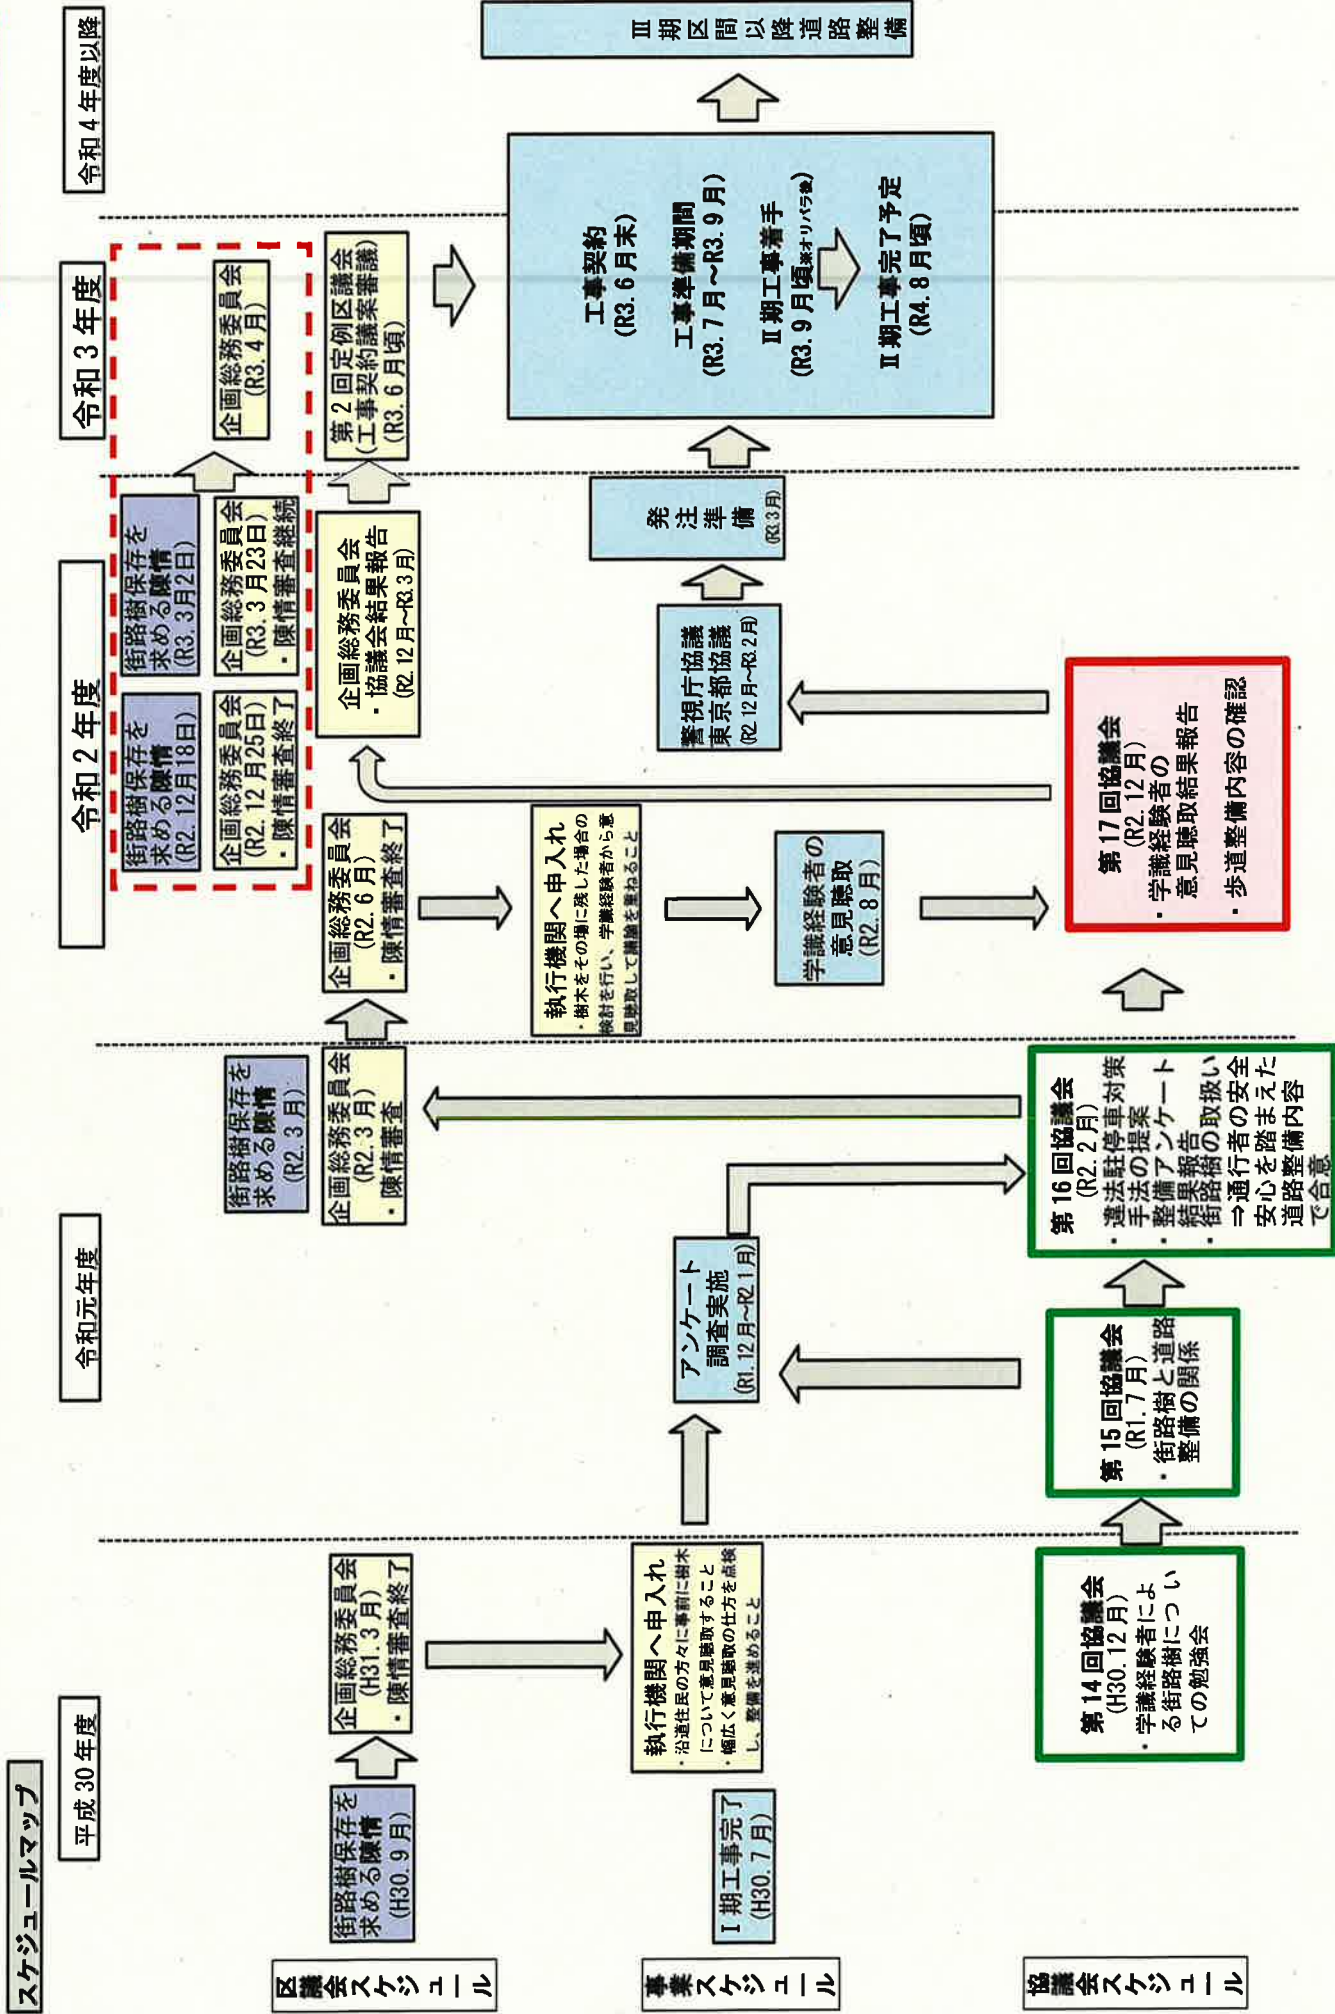 スケジュールマップ
平成30年度
令和元年度
令和2年度
令和3年度
令和4年度以降
区議会スケジュール
街路樹保存を
求める陳情
(H30.9月)
企画総務委員会
(H31.3月)
・陳情審査終了
街路樹保存を
求める陳情
(R2.3月)
企画総務委員会
(R2.3月)
・陳情審査
企画総務委員会
(R2.6月)
・陳情審査終了
街路樹保存を
求める陳情
(R2.12月18日)
企画総務委員会
(R2.12月25日)
・陳情審査終了
街路樹保存を
求める陳情
(R3.3月2日)
企画総務委員会
(R3.3月23日)
・陳情審査継続
企画総務委員会
(R3.4月)
企画総務委員会
・協議会結果報告
(R2.12月~R3.3月)
第2回定例区議会
(工事契約議案審議)
(R3.6月頃)
事業スケジュール
Ⅰ期工事完了
(H30.7月)
執行機関へ申入れ
・沿道住民の方々に事前に樹木
について意見聴取すること
・幅広く意見聴取の仕方を点検
し、整備を進めること
アンケート
調査実施
(R1.12月~R2.1月)
執行機関へ申入れ
・樹木をその場に残した場合の
検討を行い、学識経験者から意
見聴取して議論を重ねること
学識経験者の
意見聴取
(R2.8月)
警視庁協議
東京都協議
(R2.12月~R3.2月)
発注準備
(R3.3月)
工事契約
(R3.6月末)
工事準備期間
(R3.7月~R3.9月)
Ⅱ期工事着手
(R3.9月頃※オリパラ後)
Ⅱ期工事完了予定
(R4.8月頃)
Ⅲ期区間以降道路整備
協議会スケジュール
第14回協議会
(H30.12月)
・学識経験者によ
る街路樹につい
ての勉強会
第15回協議会
(R1.7月)
・街路樹と道路
整備の関係
第16回協議会
(R2.2月)
・違法駐停車対策
手法の提案
・整備アンケート
結果報告
・街路樹の取扱い
⇒通行者の安全
安心を踏まえた
道路整備内容
で合意
第17回協議会
(R2.12月)
・学識経験者の
意見聴取結果報告
・歩道整備内容の確認